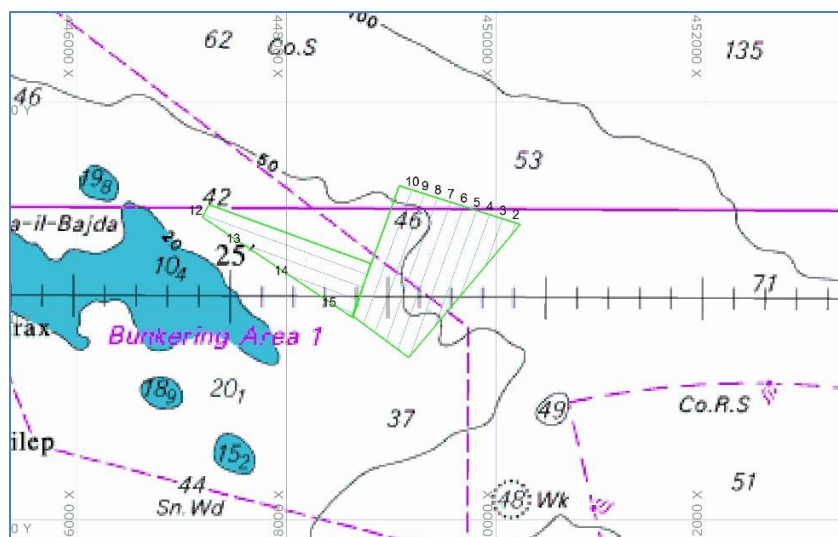 446000 X
448000 X
450000 X
452000 X
100
62
Co.S
135
46
0 Y
50
53
19₈
42
10 9 8 7 6 5 4 3 2
12
46
a-il-Bajda
20
13
25'
10₄
14
71
15
rax
Bunkering Area 1
18₉
20₁
37
49
Co.R.S
ilep
15₂
44
Sn.Wd
48 Wk
51
0 Y